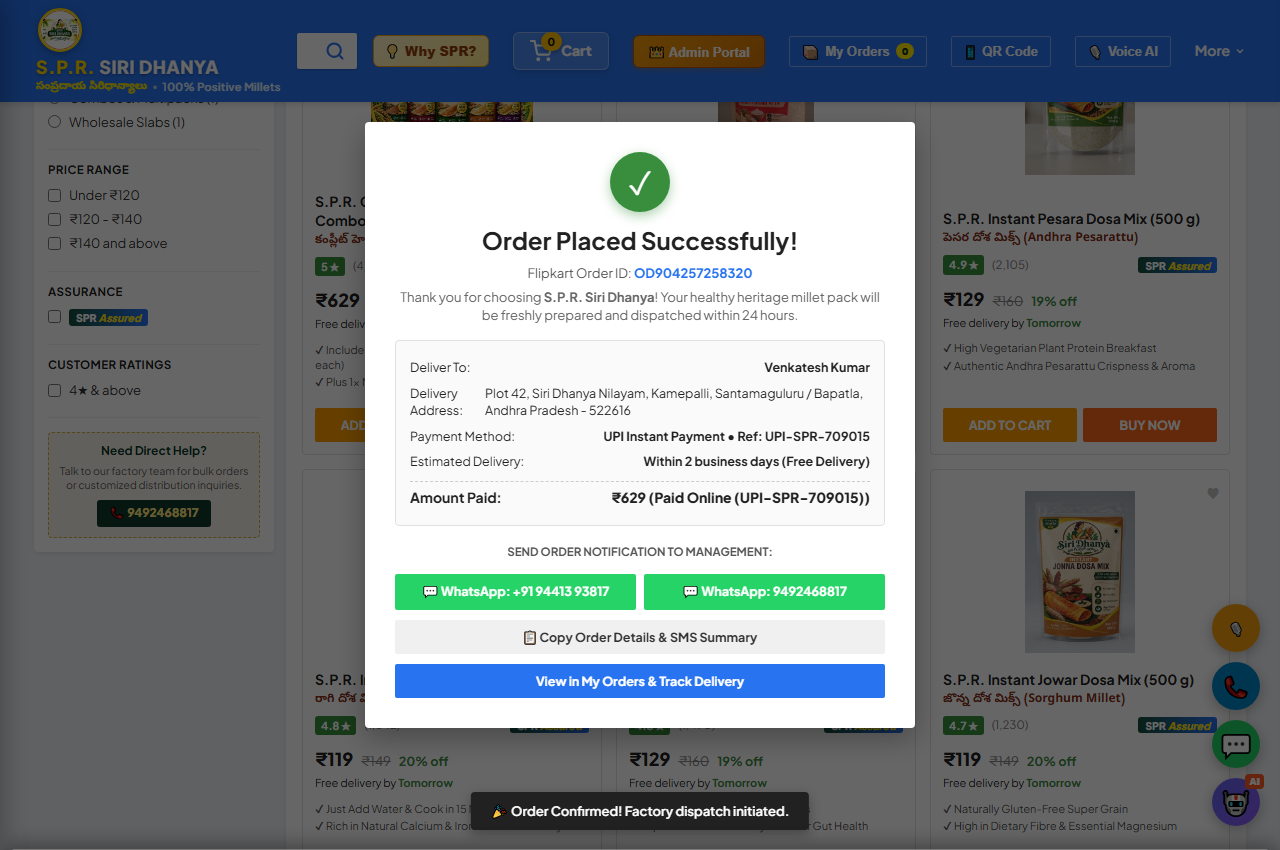 S.P.R. SIRI DHANYA
సంప్రదాయ సిరిధాన్యాలు • 100% Positive Millets
Why SPR?
0
Cart
Admin Portal
My Orders 0
QR Code
Voice AI
More
Wholesale Slabs (1)
PRICE RANGE
Under ₹120
₹120 - ₹140
₹140 and above
ASSURANCE
SPR Assured
CUSTOMER RATINGS
4★ & above
Need Direct Help?
Talk to our factory team for bulk orders
or customized distribution inquiries.
📞 9492468817
S.P.R.
Combo
5★
₹629
Free
✓ Include
each)
✓ Plus 1x
ADD
S.P.R. Instant Pesara Dosa Mix (500 g)
పెసర దోశ మిక్స్ (Andhra Pesarattu)
4.9★ (2,105) SPR Assured
₹129 ₹160 19% off
Free delivery by Tomorrow
✓ High Vegetarian Plant Protein Breakfast
✓ Authentic Andhra Pesarattu Crispness & Aroma
ADD TO CART
BUY NOW
✓
Order Placed Successfully!
Flipkart Order ID: OD904257258320
Thank you for choosing S.P.R. Siri Dhanya! Your healthy heritage millet pack will
be freshly prepared and dispatched within 24 hours.
Deliver To: Venkatesh Kumar
Delivery Address: Plot 42, Siri Dhanya Nilayam, Kamepalli, Santamaguluru / Bapatla,
Andhra Pradesh - 522616
Payment Method: UPI Instant Payment • Ref: UPI-SPR-709015
Estimated Delivery: Within 2 business days (Free Delivery)
Amount Paid: ₹629 (Paid Online (UPI-SPR-709015))
SEND ORDER NOTIFICATION TO MANAGEMENT:
💬 WhatsApp: +91 94413 93817
💬 WhatsApp: 9492468817
📋 Copy Order Details & SMS Summary
View in My Orders & Track Delivery
Siri Dhanya
JONNA DOSA MIX
S.P.R.
రాగి దోశ
4.8★
₹119 ₹149 20% off
Free delivery by Tomorrow
✓ Just Add Water & Cook in 15
✓ Rich in Natural Calcium &
₹129 ₹160 19% off
Free delivery by Tomorrow
Gut Health
S.P.R. Instant Jowar Dosa Mix (500 g)
జొన్న దోశ మిక్స్ (Sorghum Millet)
4.7★ (1,230) SPR Assured
₹119 ₹149 20% off
Free delivery by Tomorrow
✓ Naturally Gluten-Free Super Grain
✓ High in Dietary Fibre & Essential Magnesium
🎉 Order Confirmed! Factory dispatch initiated.
AI